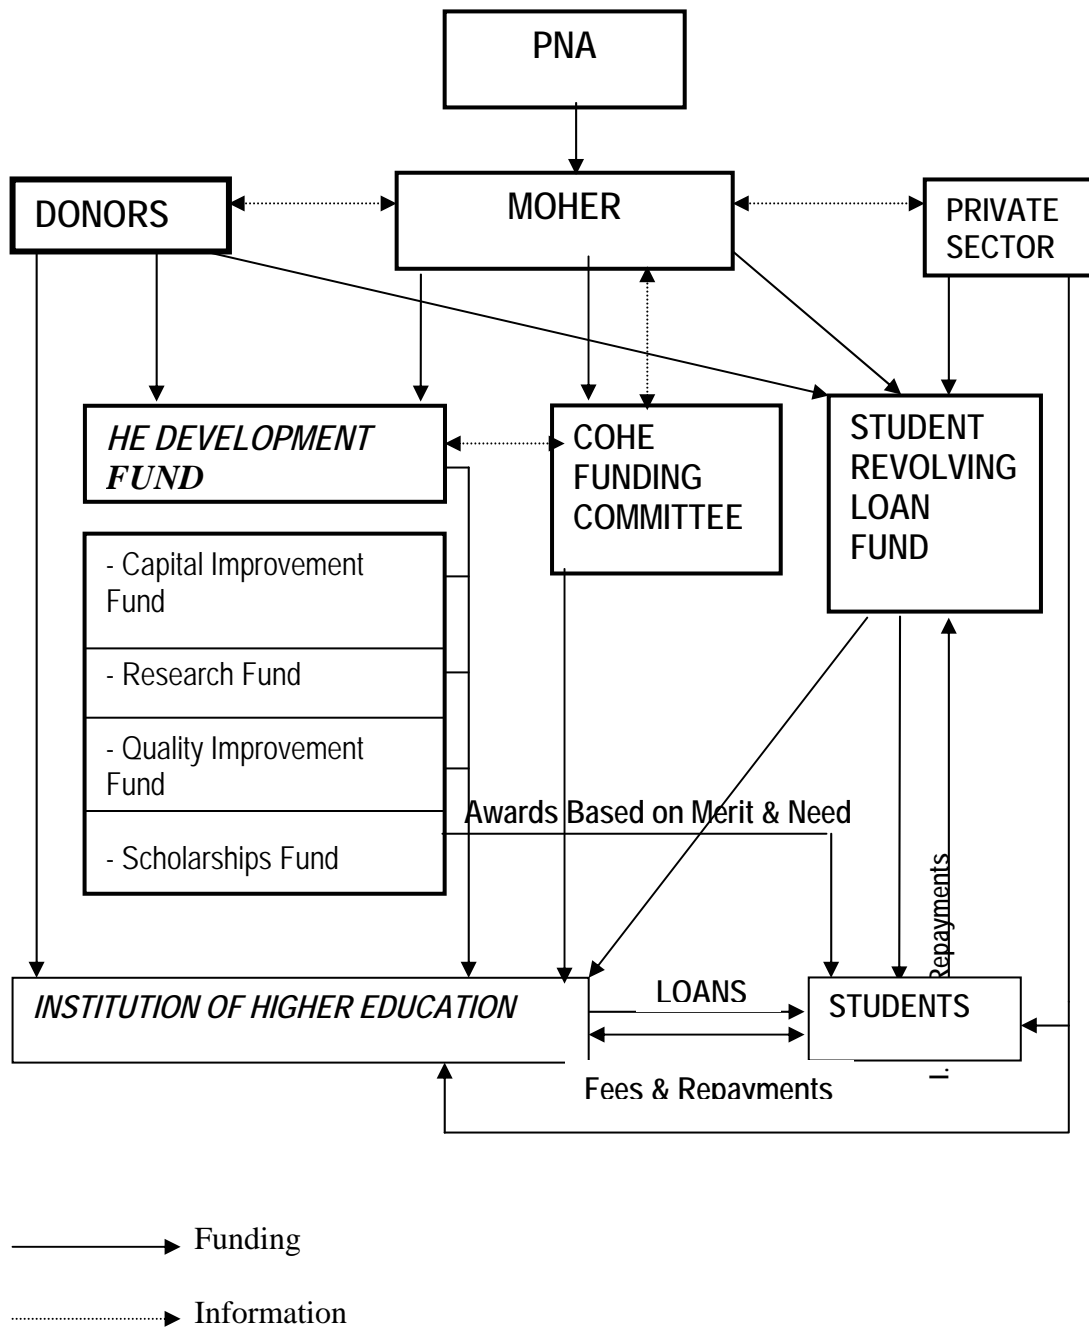 PNA
DONORS
MOHER
PRIVATE
SECTOR
HE DEVELOPMENT
FUND
COHE
FUNDING
COMMITTEE
STUDENT
REVOLVING
LOAN
FUND
- Capital Improvement
Fund
- Research Fund
- Quality Improvement
Fund
- Scholarships Fund
Awards Based on Merit & Need
Repayments
INSTITUTION OF HIGHER EDUCATION
LOANS
STUDENTS
Fees & Repayments
Funding
Information